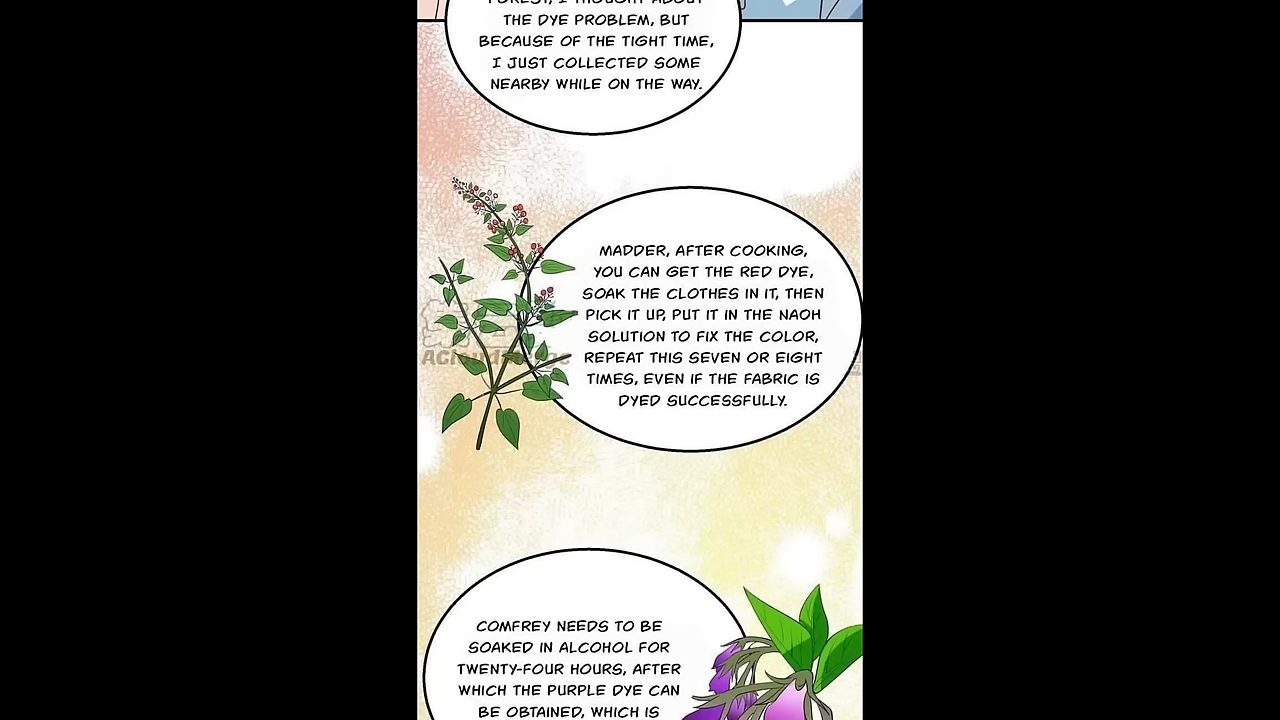 FOREST, I THOUGHT ABOUT
THE DYE PROBLEM, BUT
BECAUSE OF THE TIGHT TIME,
I JUST COLLECTED SOME
NEARBY WHILE ON THE WAY.
MADDER, AFTER COOKING,
YOU CAN GET THE RED DYE,
SOAK THE CLOTHES IN IT, THEN
PICK IT UP, PUT IT IN THE NAOH
SOLUTION TO FIX THE COLOR,
REPEAT THIS SEVEN OR EIGHT
TIMES, EVEN IF THE FABRIC IS
DYED SUCCESSFULLY.
COMFREY NEEDS TO BE
SOAKED IN ALCOHOL FOR
TWENTY-FOUR HOURS, AFTER
WHICH THE PURPLE DYE CAN
BE OBTAINED, WHICH IS